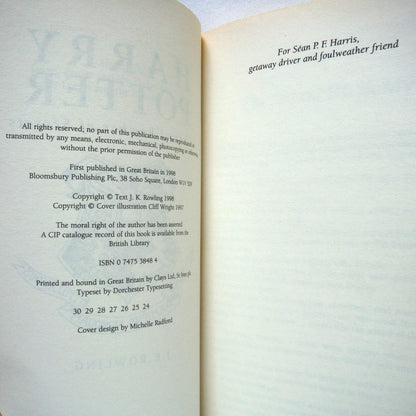 All rights reserved; no part of this publication may be reproduced or
transmitted by any means, electronic, mechanical, photocopying or otherwise,
without the prior permission of the publisher
First published in Great Britain in 1998
Bloomsbury Publishing Plc, 38 Soho Square, London W1V 5DF
Copyright © Text J. K. Rowling 1998
Copyright © Cover illustration Cliff Wright 1997
The moral right of the author has been asserted
A CIP catalogue record of this book is available from the
British Library
ISBN 0 7475 3848 4
Printed and bound in Great Britain by Clays Ltd, St Ives plc
Typeset by Dorchester Typesetting
30 29 28 27 26 25 24
Cover design by Michelle Radford
For Séan P. F. Harris,
getaway driver and foulweather friend
HARRY
POTTER
J. K. ROWLING